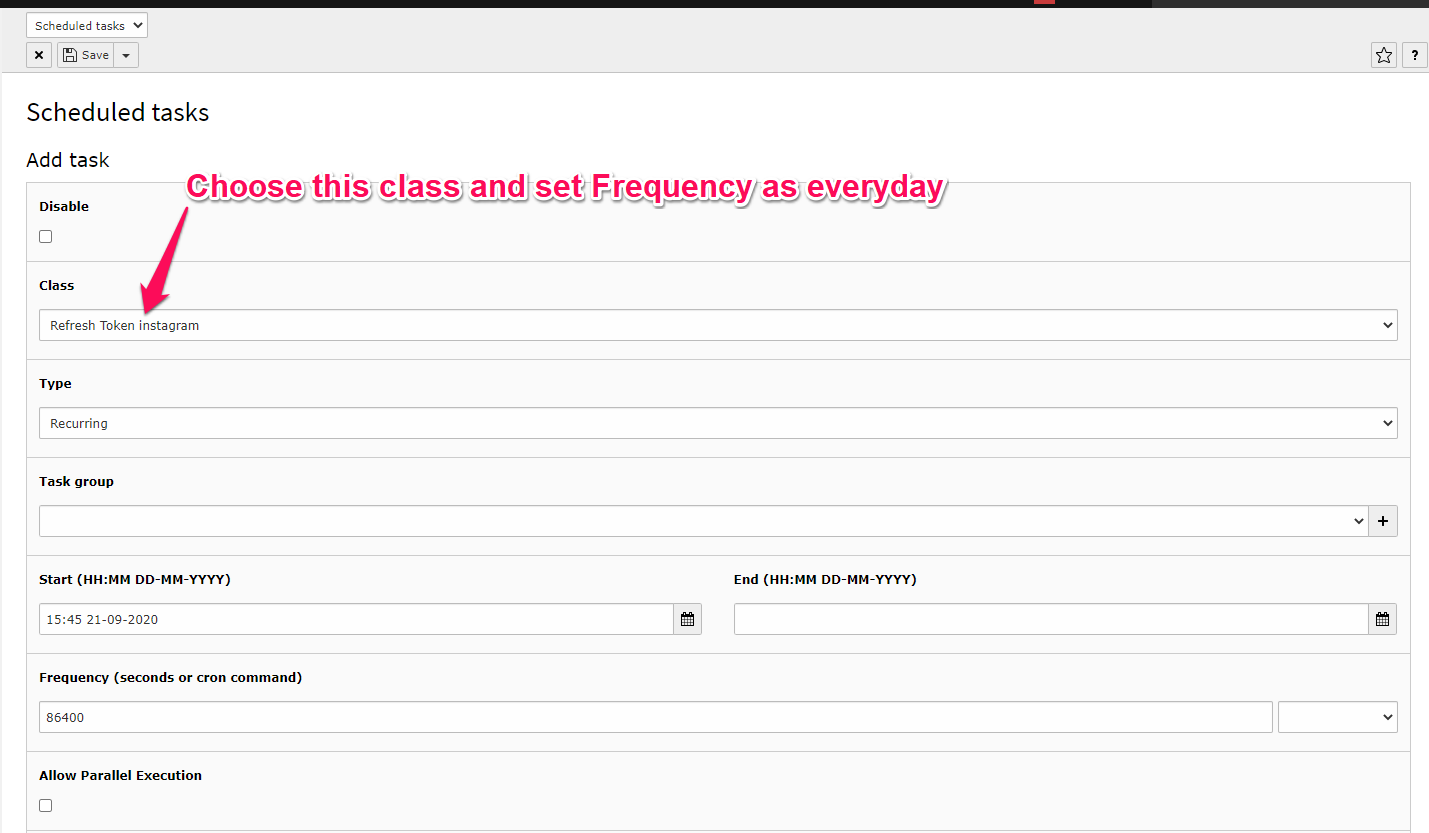 Scheduled tasks
Save
?
Scheduled tasks
Add task
Choose this class and set Frequency as everyday
Disable
Class
Refresh Token instagram
Type
Recurring
Task group
Start (HH:MM DD-MM-YYYY) End (HH:MM DD-MM-YYYY)
15:45 21-09-2020
Frequency (seconds or cron command)
86400
Allow Parallel Execution